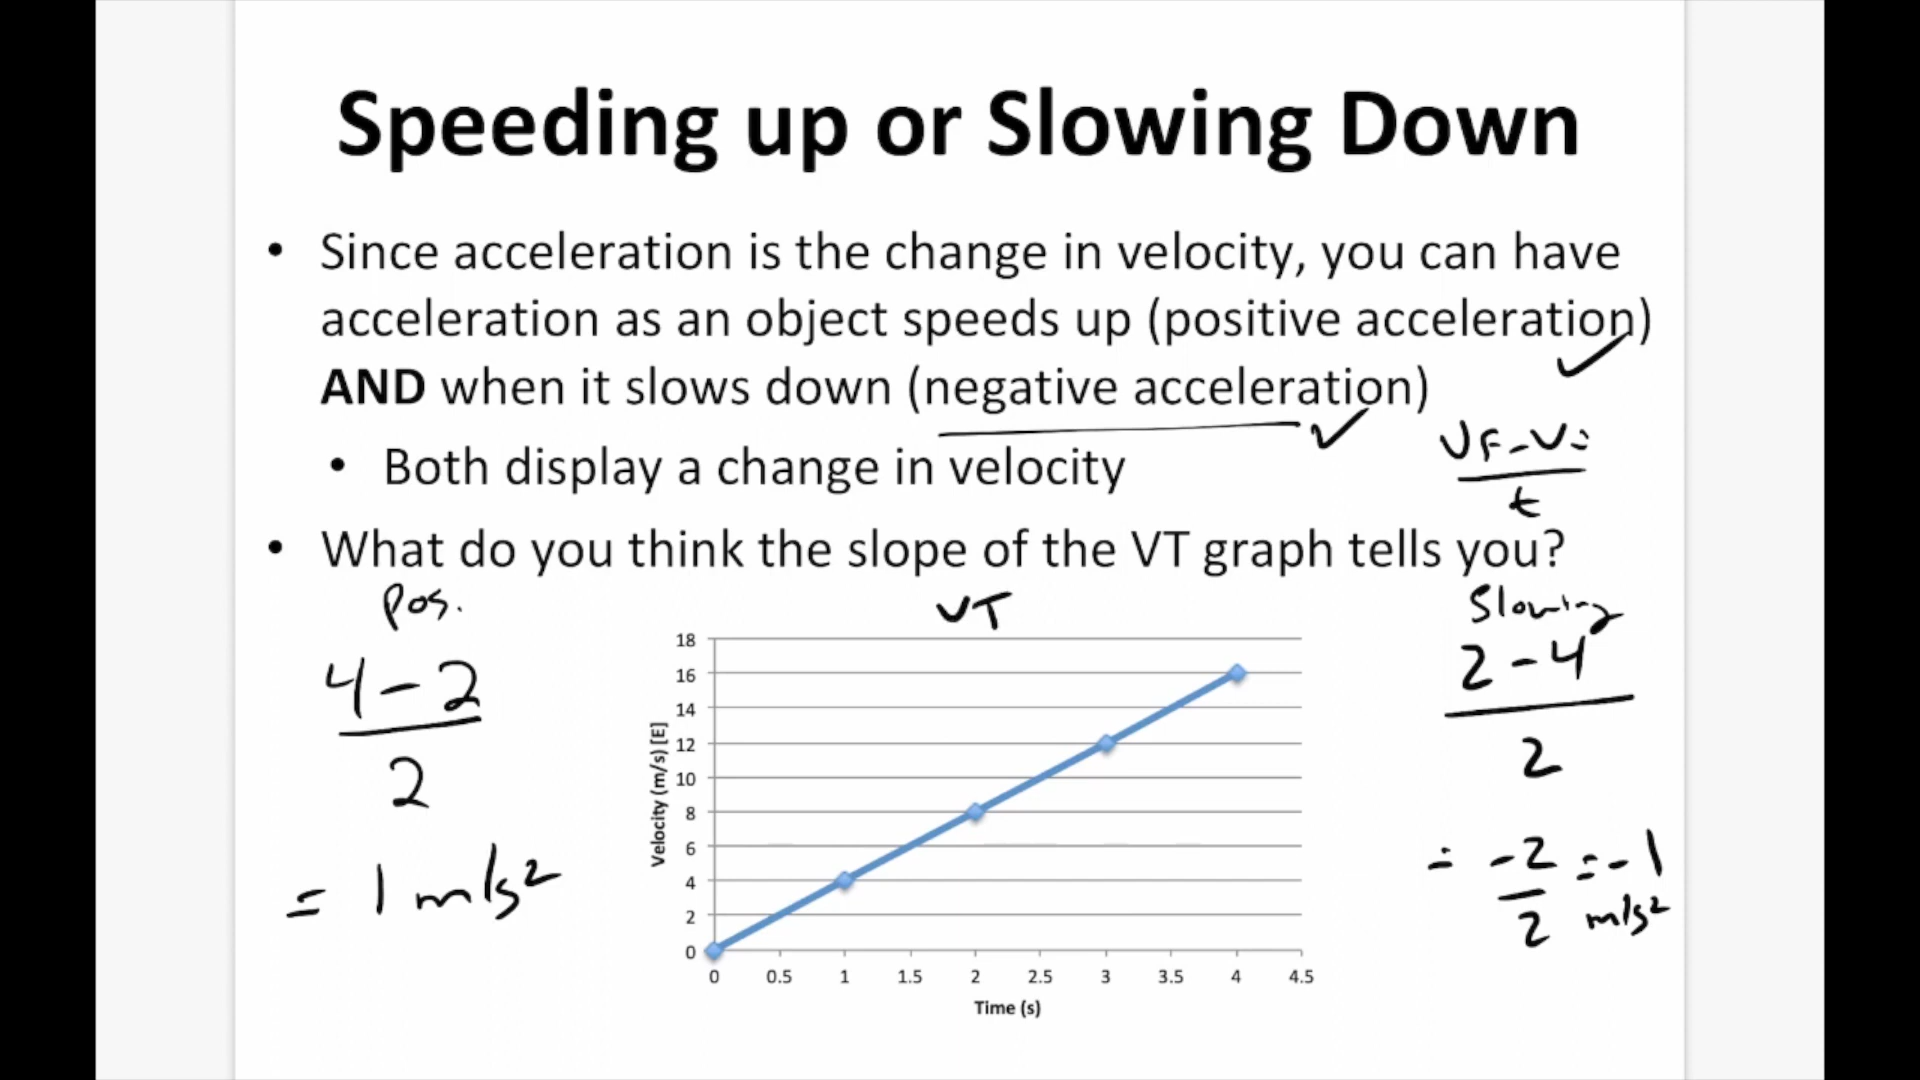 Speeding up or Slowing Down
• Since acceleration is the change in velocity, you can have
acceleration as an object speeds up (positive acceleration)
AND when it slows down (negative acceleration)
• Both display a change in velocity
VF-Vi
t
• What do you think the slope of the VT graph tells you?
Pos.
4-2
2
= 1 m/s²
VT
18
16
14
12
10
8
6
4
2
0
Velocity (m/s) [E]
0 0.5 1 1.5 2 2.5 3 3.5 4 4.5
Time (s)
Slowing
2-4
2
= -2 = -1
2 m/s²